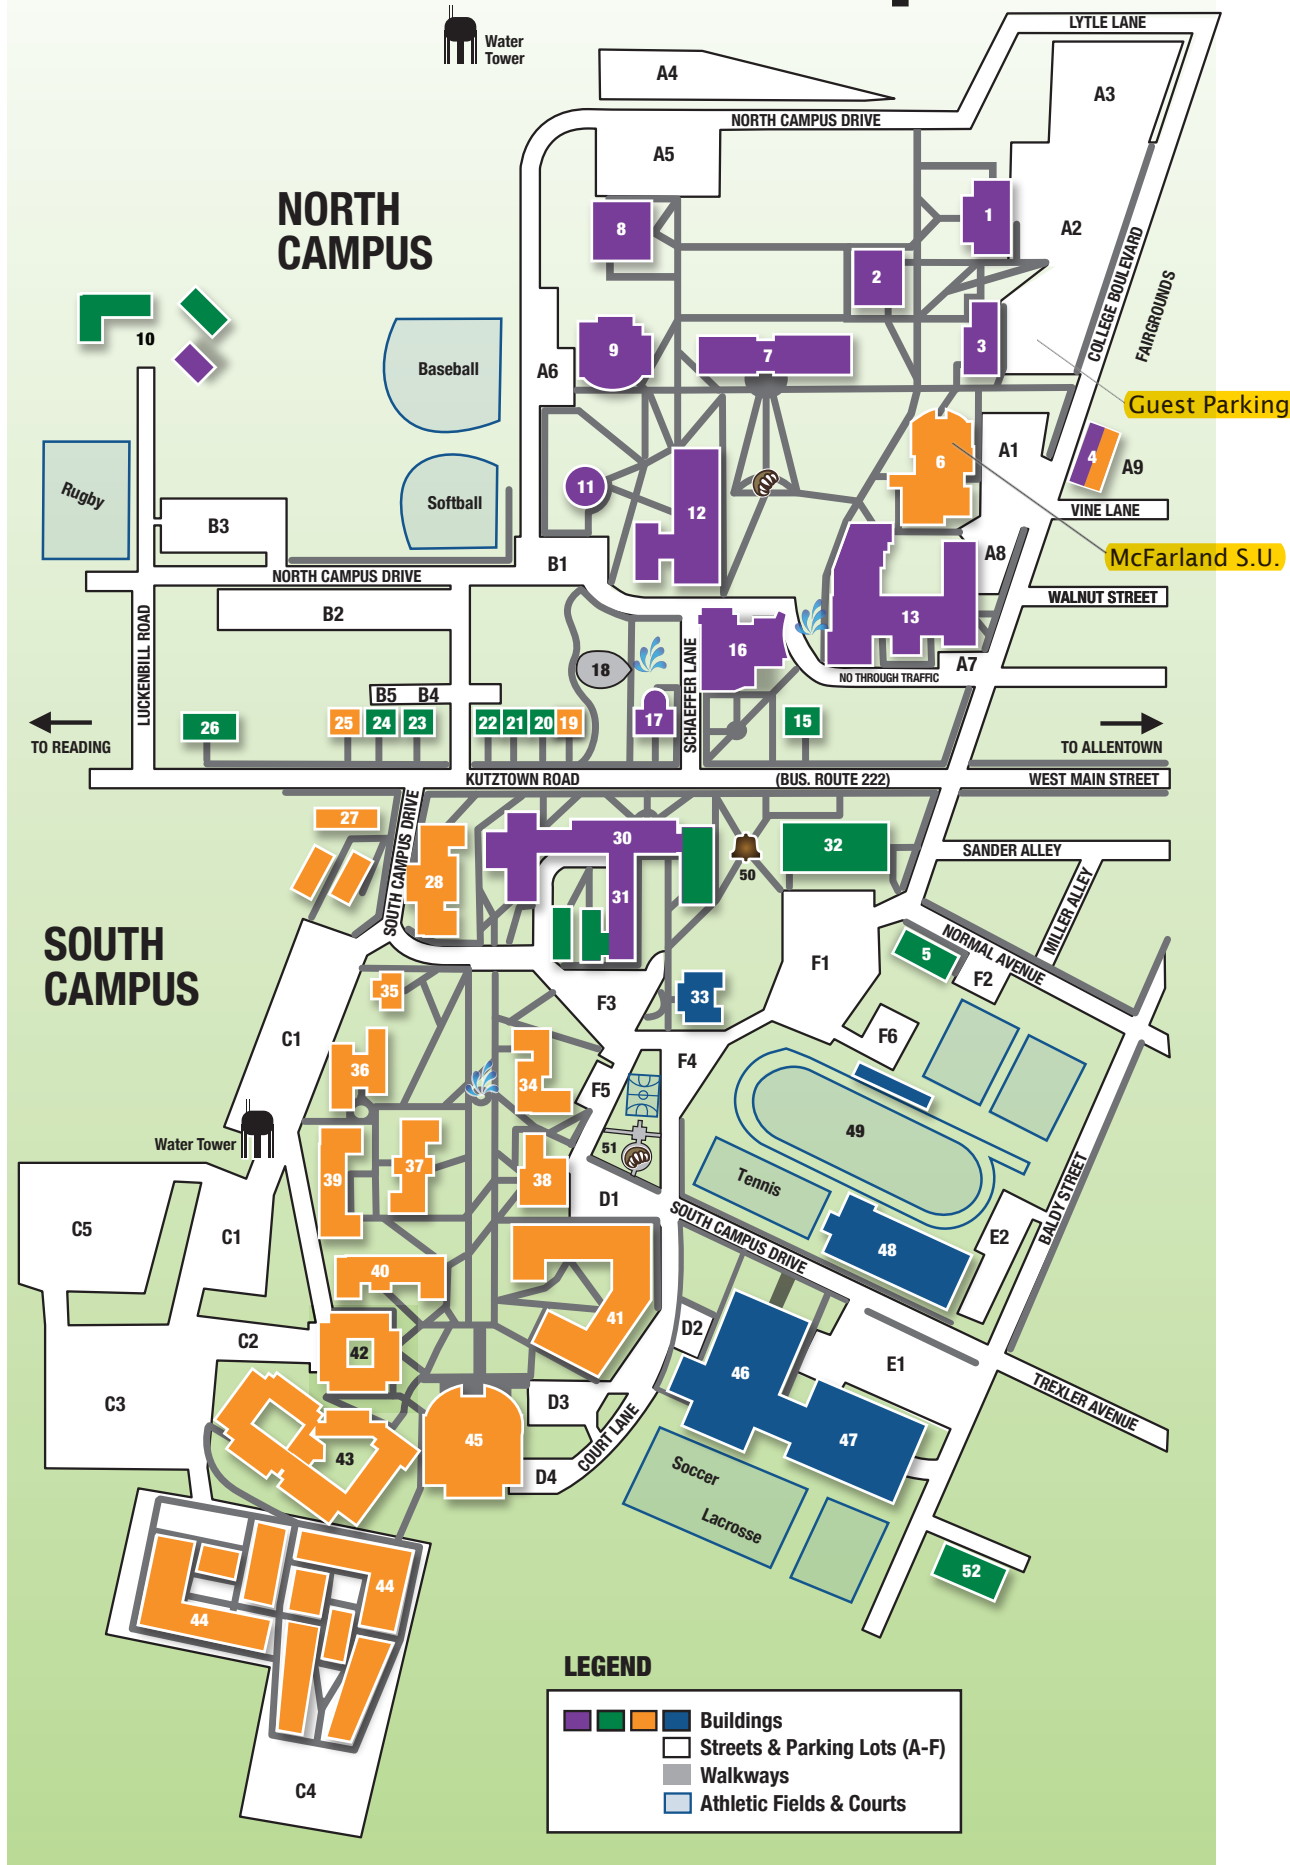 Water
Tower
LYTLE LANE
A4
A3
NORTH CAMPUS DRIVE
A5
NORTH
CAMPUS
1
8
A2
2
COLLEGE BOULEVARD
FAIRGROUNDS
10
3
9
7
Baseball
A6
Guest Parking
6
A1
4
A9
11
Rugby
Softball
12
VINE LANE
B3
A8
McFarland S.U.
B1
NORTH CAMPUS DRIVE
WALNUT STREET
B2
13
LUCKENBILL ROAD
16
SCHAEFFER LANE
18
A7
NO THROUGH TRAFFIC
B5
B4
26
25
24
23
22
21
20
19
17
15
TO READING
TO ALLENTOWN
KUTZTOWN ROAD
(BUS. ROUTE 222)
WEST MAIN STREET
27
SOUTH CAMPUS DRIVE
30
32
SANDER ALLEY
50
28
31
MILLER ALLEY
SOUTH
CAMPUS
NORMAL AVENUE
5
F1
F2
35
33
F3
C1
F6
36
F4
34
F5
49
Water Tower
51
37
39
38
Tennis
D1
BALDY STREET
C5
C1
SOUTH CAMPUS DRIVE
E2
48
40
41
D2
C2
42
E1
46
TREXLER AVENUE
C3
D3
COURT LANE
45
47
43
D4
Soccer
Lacrosse
52
44
44
LEGEND
Buildings
Streets & Parking Lots (A-F)
Walkways
Athletic Fields & Courts
C4